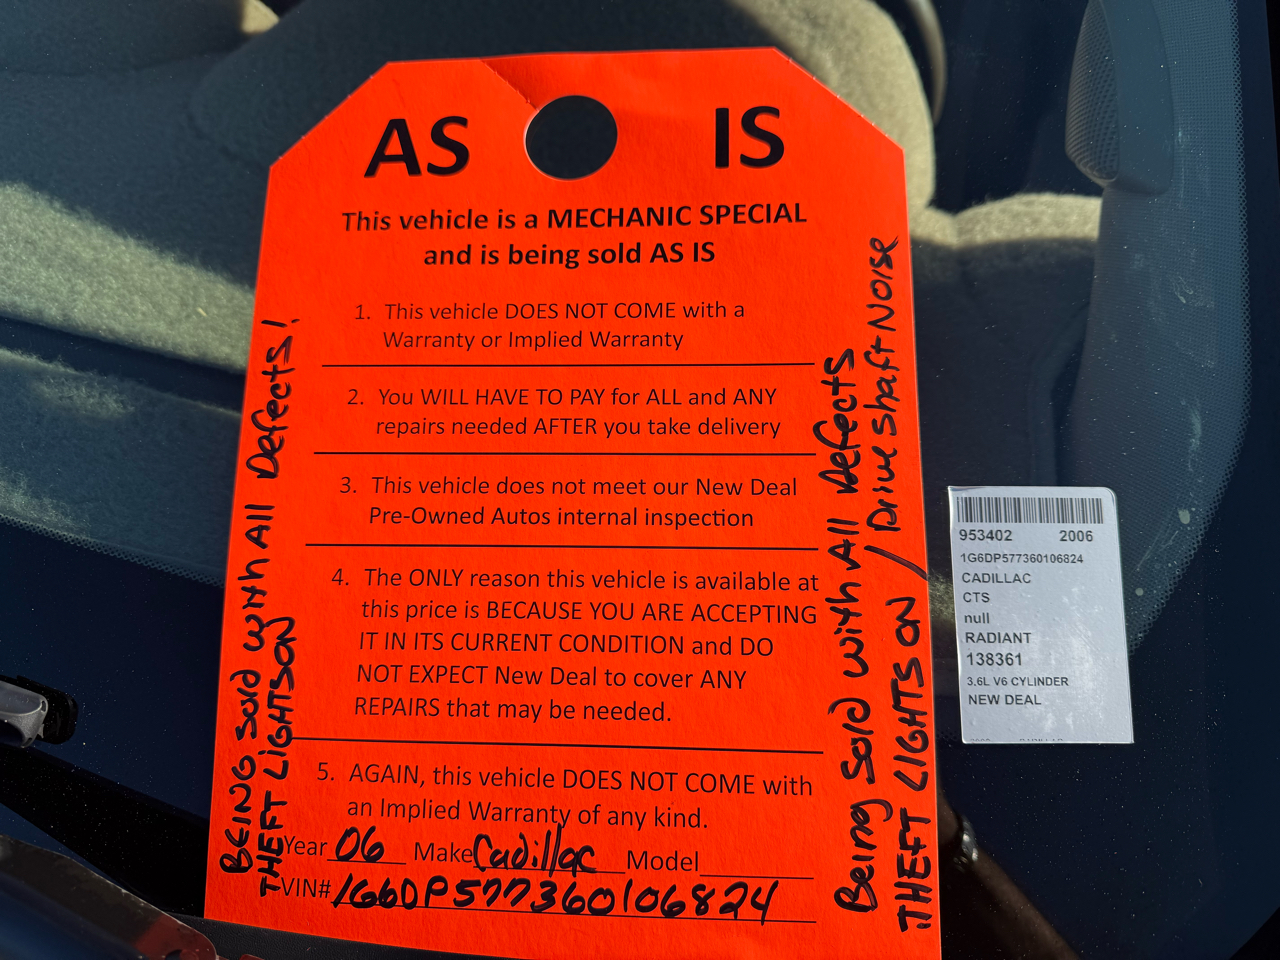 AS IS
This vehicle is a MECHANIC SPECIAL
and is being sold AS IS
1. This vehicle DOES NOT COME with a
Warranty or Implied Warranty
2. You WILL HAVE TO PAY for ALL and ANY
repairs needed AFTER you take delivery
3. This vehicle does not meet our New Deal
Pre-Owned Autos internal inspection
4. The ONLY reason this vehicle is available at
this price is BECAUSE YOU ARE ACCEPTING
IT IN ITS CURRENT CONDITION and DO
NOT EXPECT New Deal to cover ANY
REPAIRS that may be needed.
5. AGAIN, this vehicle DOES NOT COME with
an Implied Warranty of any kind.
Year 06 Make Cadillac Model
VIN# 1G6DP577360106824
BEING Sold with All Defects!
THEFT LIGHTS ON
Being Sold with All Defects
THEFT LIGHTS ON / Drive Shaft NOISE
953402 2006
1G6DP577360106824
CADILLAC
CTS
null
RADIANT
138361
3.6L V6 CYLINDER
NEW DEAL